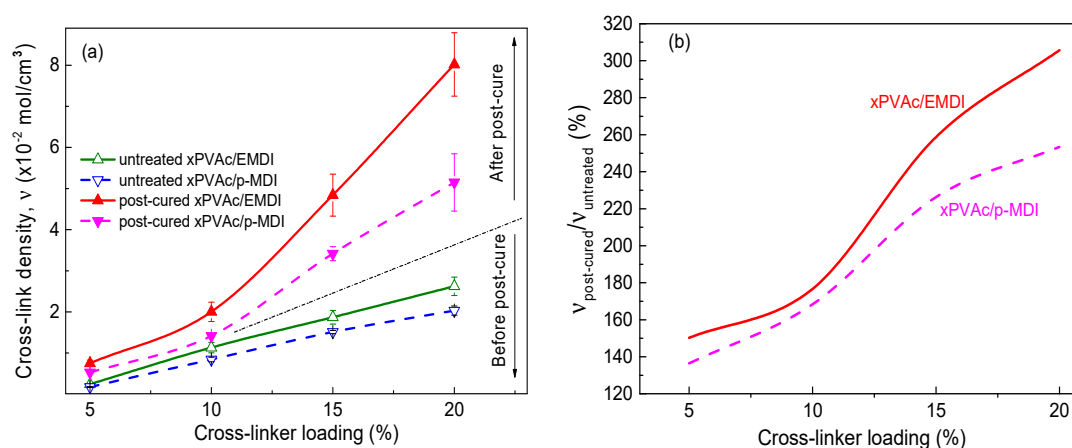 (a)
Cross-link density, ν (x10⁻² mol/cm³)
8
6
4
2
untreated xPVAc/EMDI
untreated xPVAc/p-MDI
post-cured xPVAc/EMDI
post-cured xPVAc/p-MDI
After post-cure
Before post-cure
5 10 15 20
Cross-linker loading (%)
(b)
ν post-cured/ν untreated (%)
320
300
280
260
240
220
200
180
160
140
120
xPVAc/EMDI
xPVAc/p-MDI
5 10 15 20
Cross-linker loading (%)